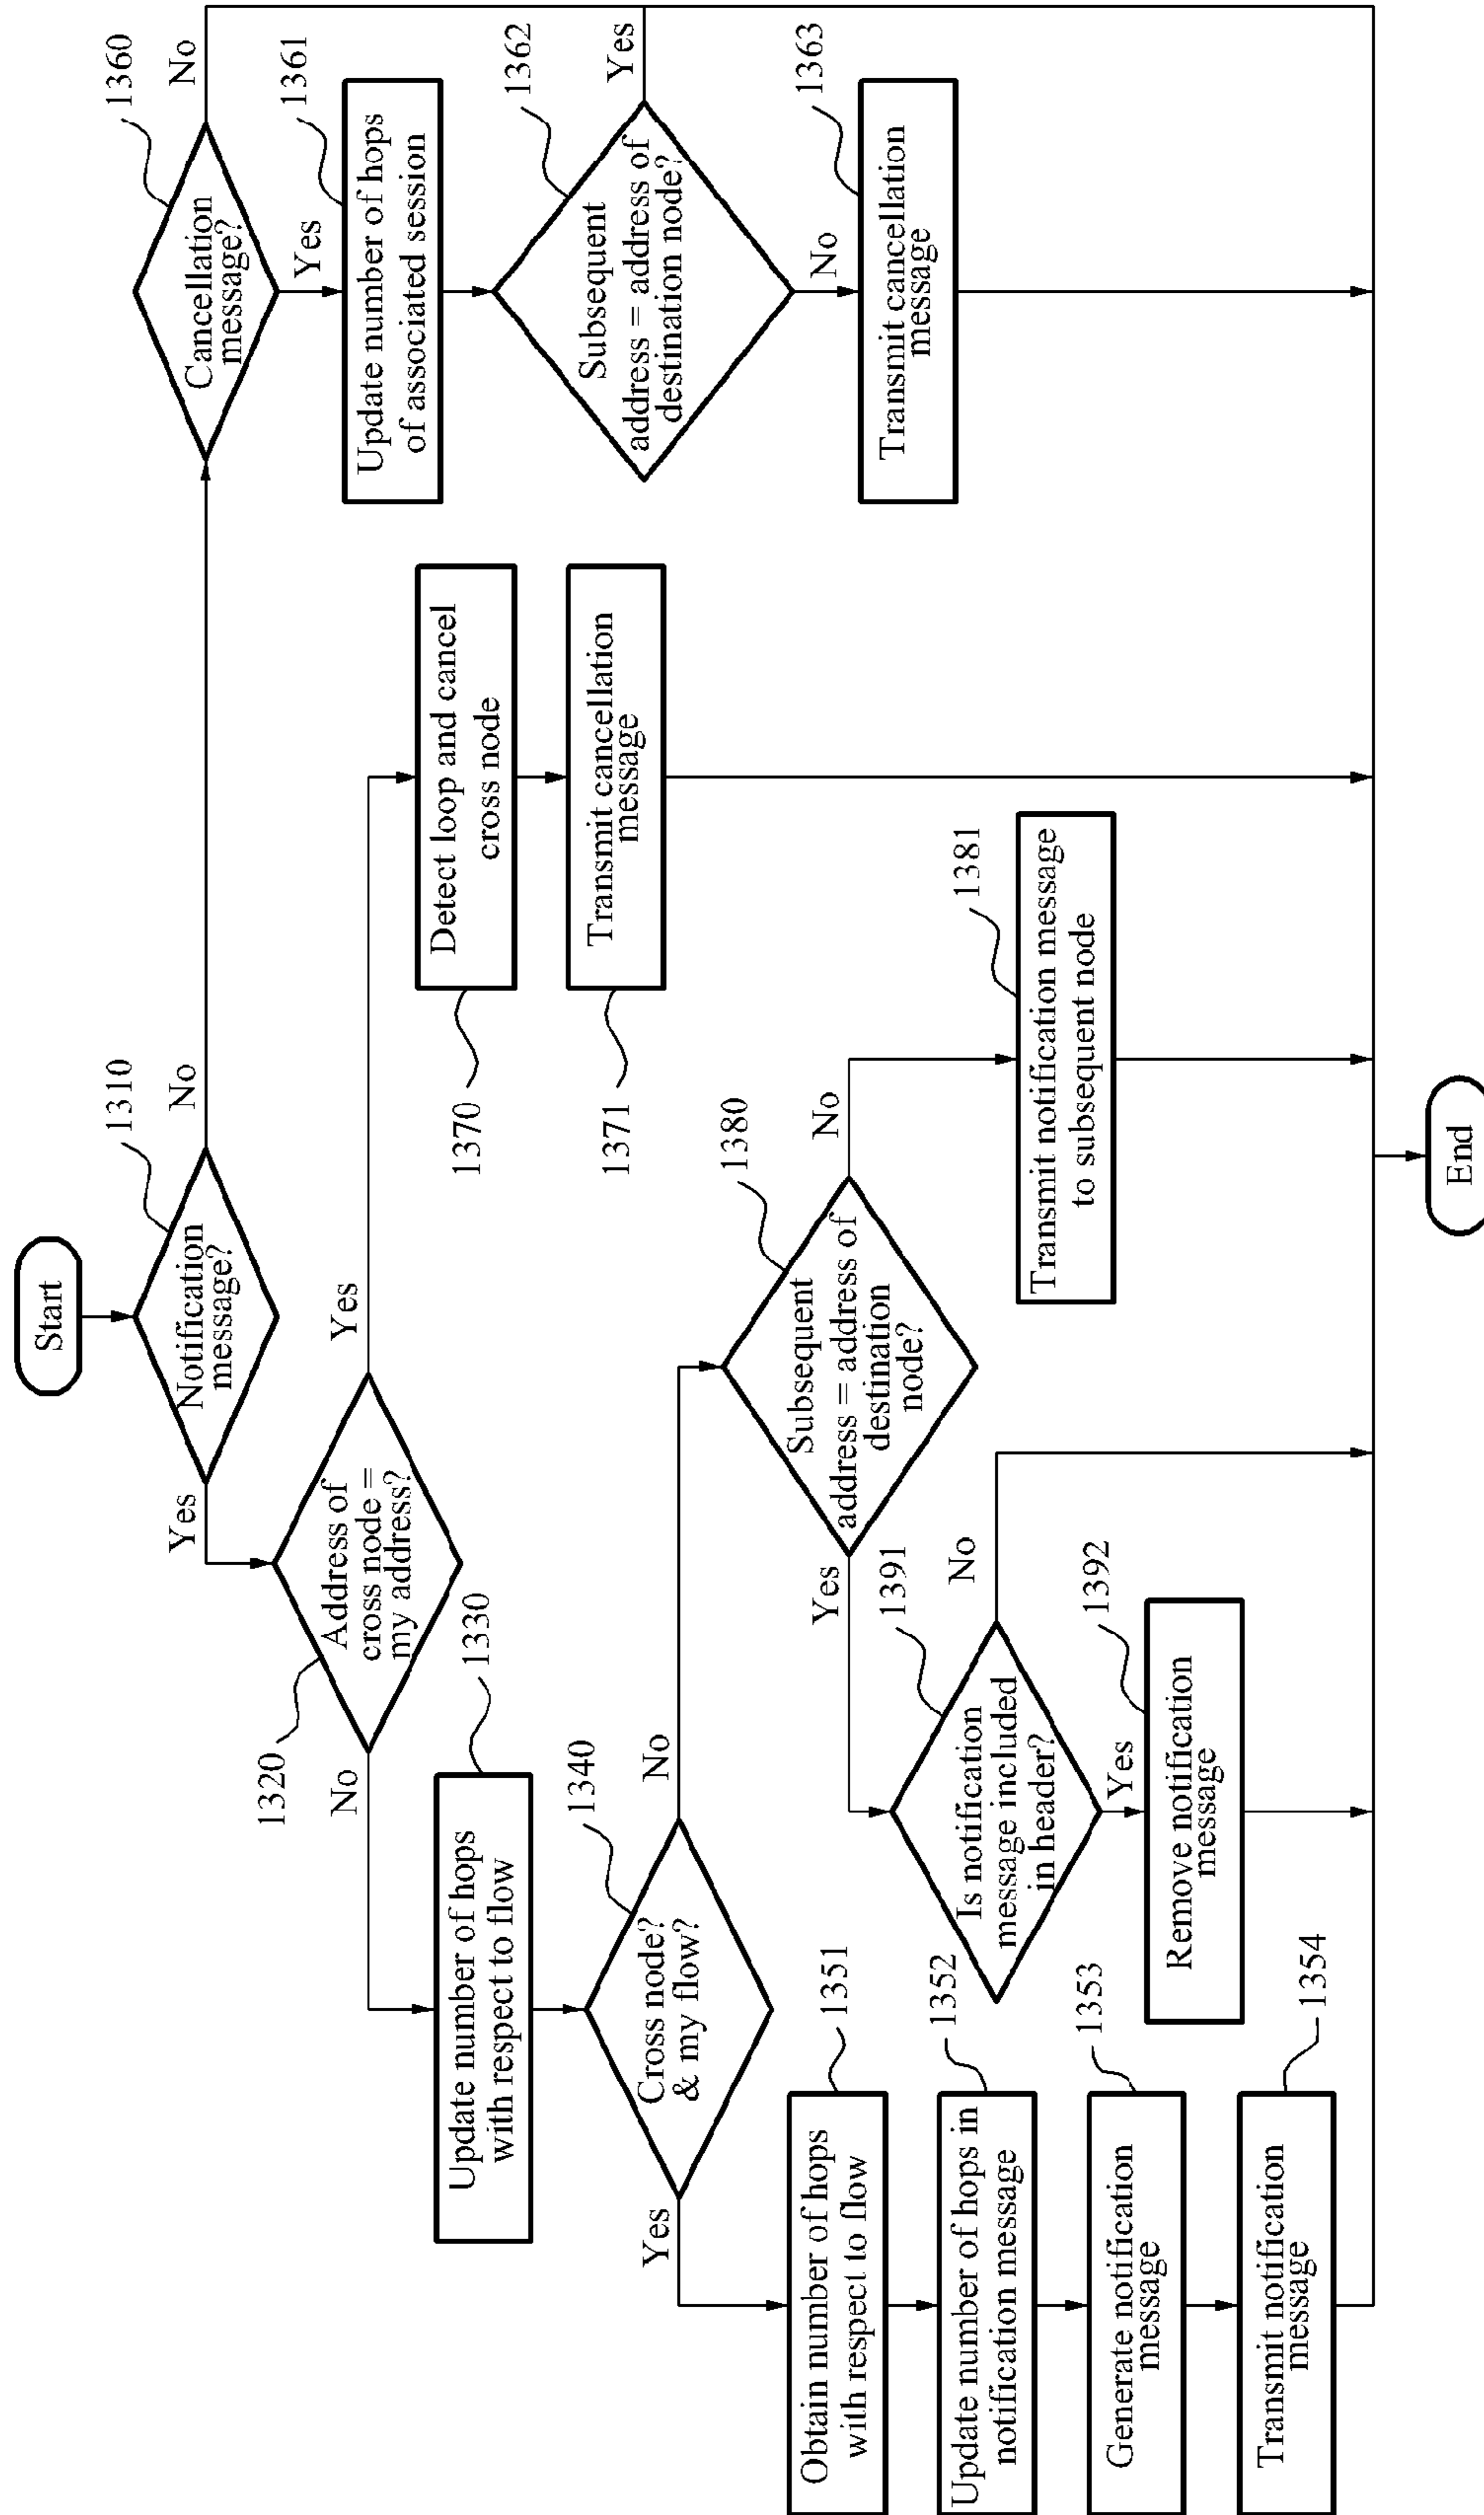 Start
1310
Notification
message?
Yes
No
1320
Address of
cross node =
my address?
No
Yes
1330
Update number of hops
with respect to flow
1340
Cross node?
& my flow?
Yes
No
1351
Obtain number of hops
with respect to flow
1352
Update number of hops in
notification message
1353
Generate notification
message
1354
Transmit notification
message
1380
Subsequent
address = address of
destination
node?
Yes
No
1391
Is notification
message included
in header?
No
Yes
1392
Remove notification
message
1381
Transmit notification message
to subsequent node
1370
Detect loop and cancel
cross node
1371
Transmit cancellation
message
1360
Cancellation
message?
No
Yes
1361
Update number of hops
of associated session
1362
Subsequent
address = address of
destination node?
Yes
No
1363
Transmit cancellation
message
End